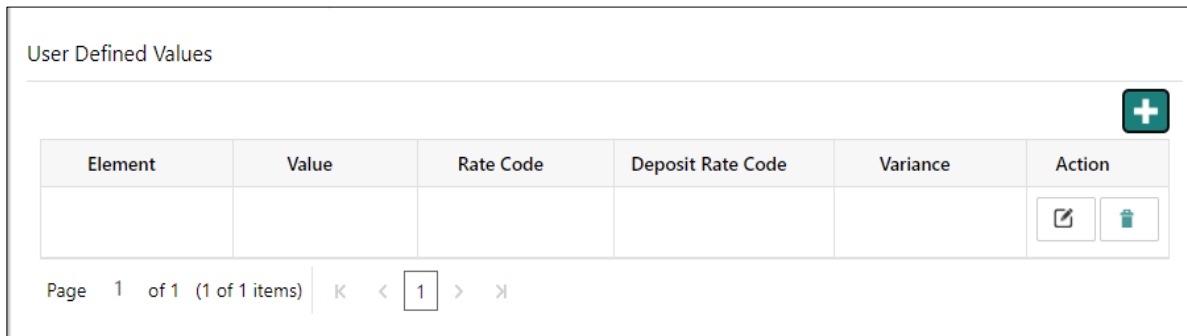 User Defined Values
Element Value Rate Code Deposit Rate Code Variance Action
Page 1 of 1 (1 of 1 items) 1